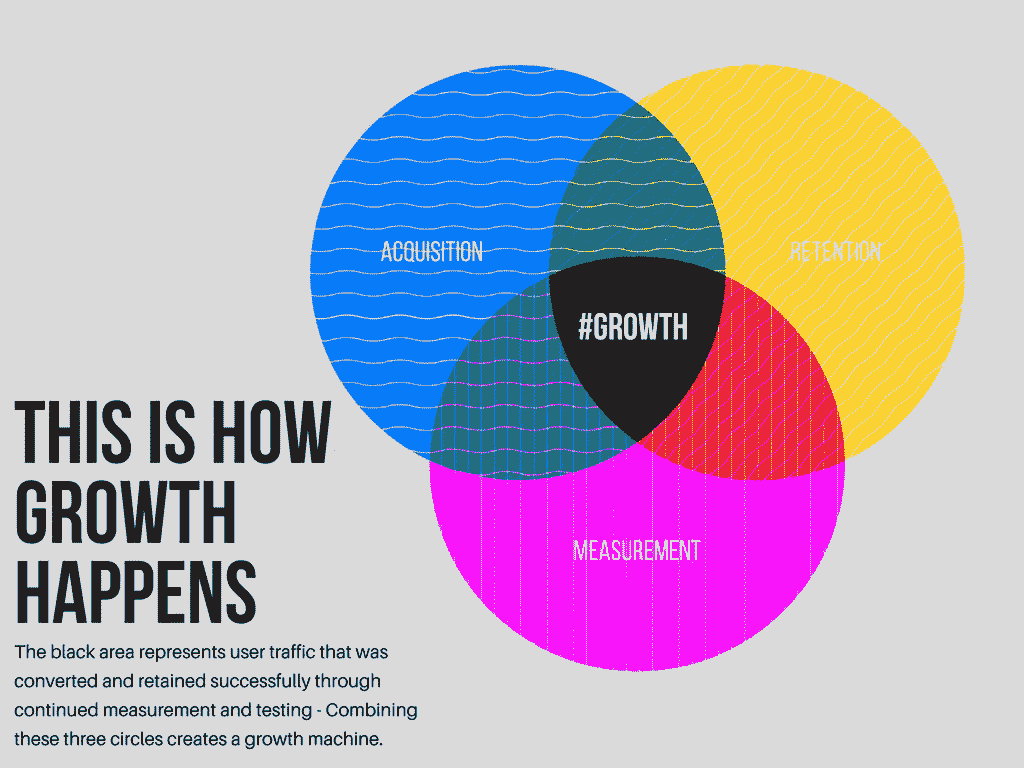 ACQUISITION
RETENTION
#GROWTH
MEASUREMENT
THIS IS HOW
GROWTH
HAPPENS
The black area represents user traffic that was
converted and retained successfully through
continued measurement and testing - Combining
these three circles creates a growth machine.